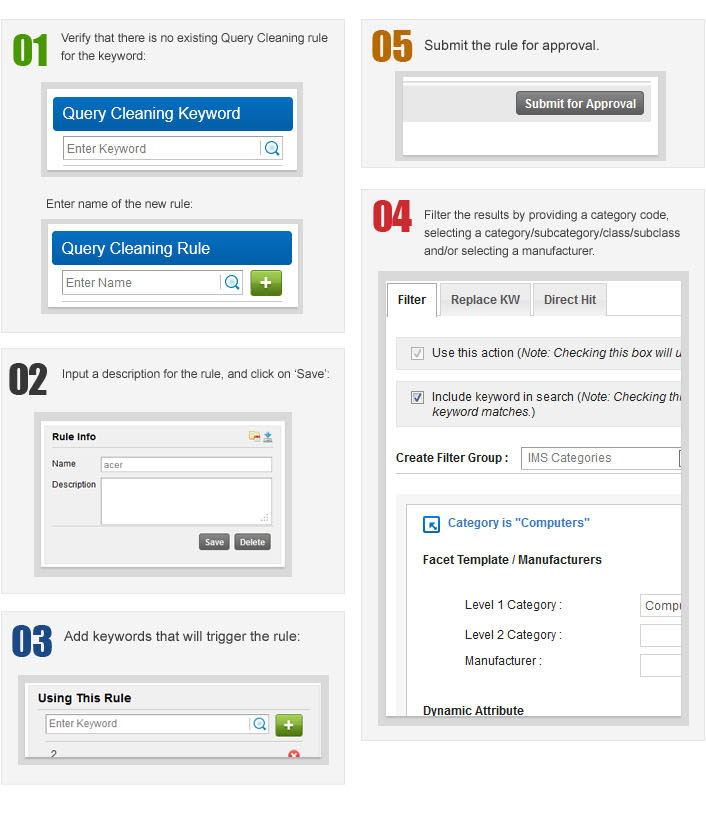 01
Verify that there is no existing Query Cleaning rule
for the keyword:
Query Cleaning Keyword
Enter Keyword
Enter name of the new rule:
Query Cleaning Rule
Enter Name
02
Input a description for the rule, and click on ‘Save’:
Rule Info
Name
acer
Description
Save Delete
03
Add keywords that will trigger the rule:
Using This Rule
Enter Keyword
2
05
Submit the rule for approval.
Submit for Approval
04
Filter the results by providing a category code,
selecting a category/subcategory/class/subclass
and/or selecting a manufacturer.
Filter Replace KW Direct Hit
Use this action (Note: Checking this box will u
Include keyword in search (Note: Checking thi
keyword matches.)
Create Filter Group : IMS Categories
Category is "Computers"
Facet Template / Manufacturers
Level 1 Category : Compu
Level 2 Category :
Manufacturer :
Dynamic Attribute